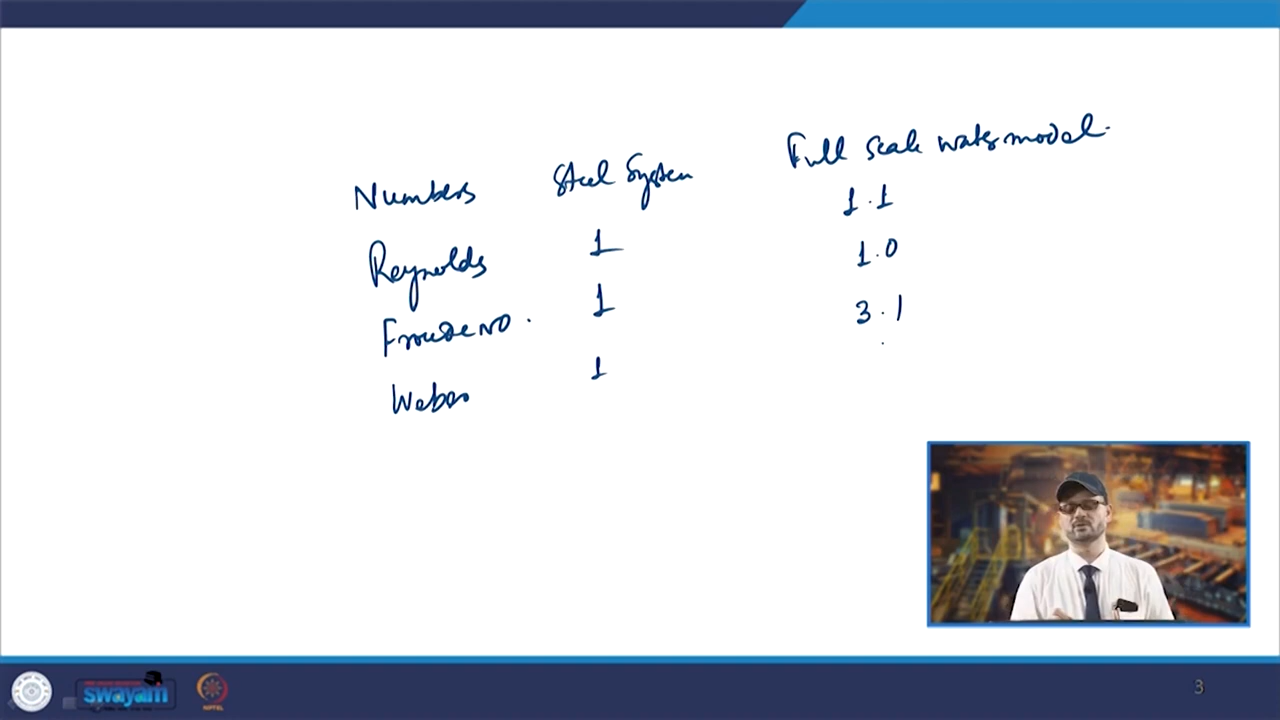 Numbers Steel System Full Scale water model.
Reynolds 1 1.1
Froude NO. 1 1.0
Weber 1 3.1
3
swayam
NPTEL